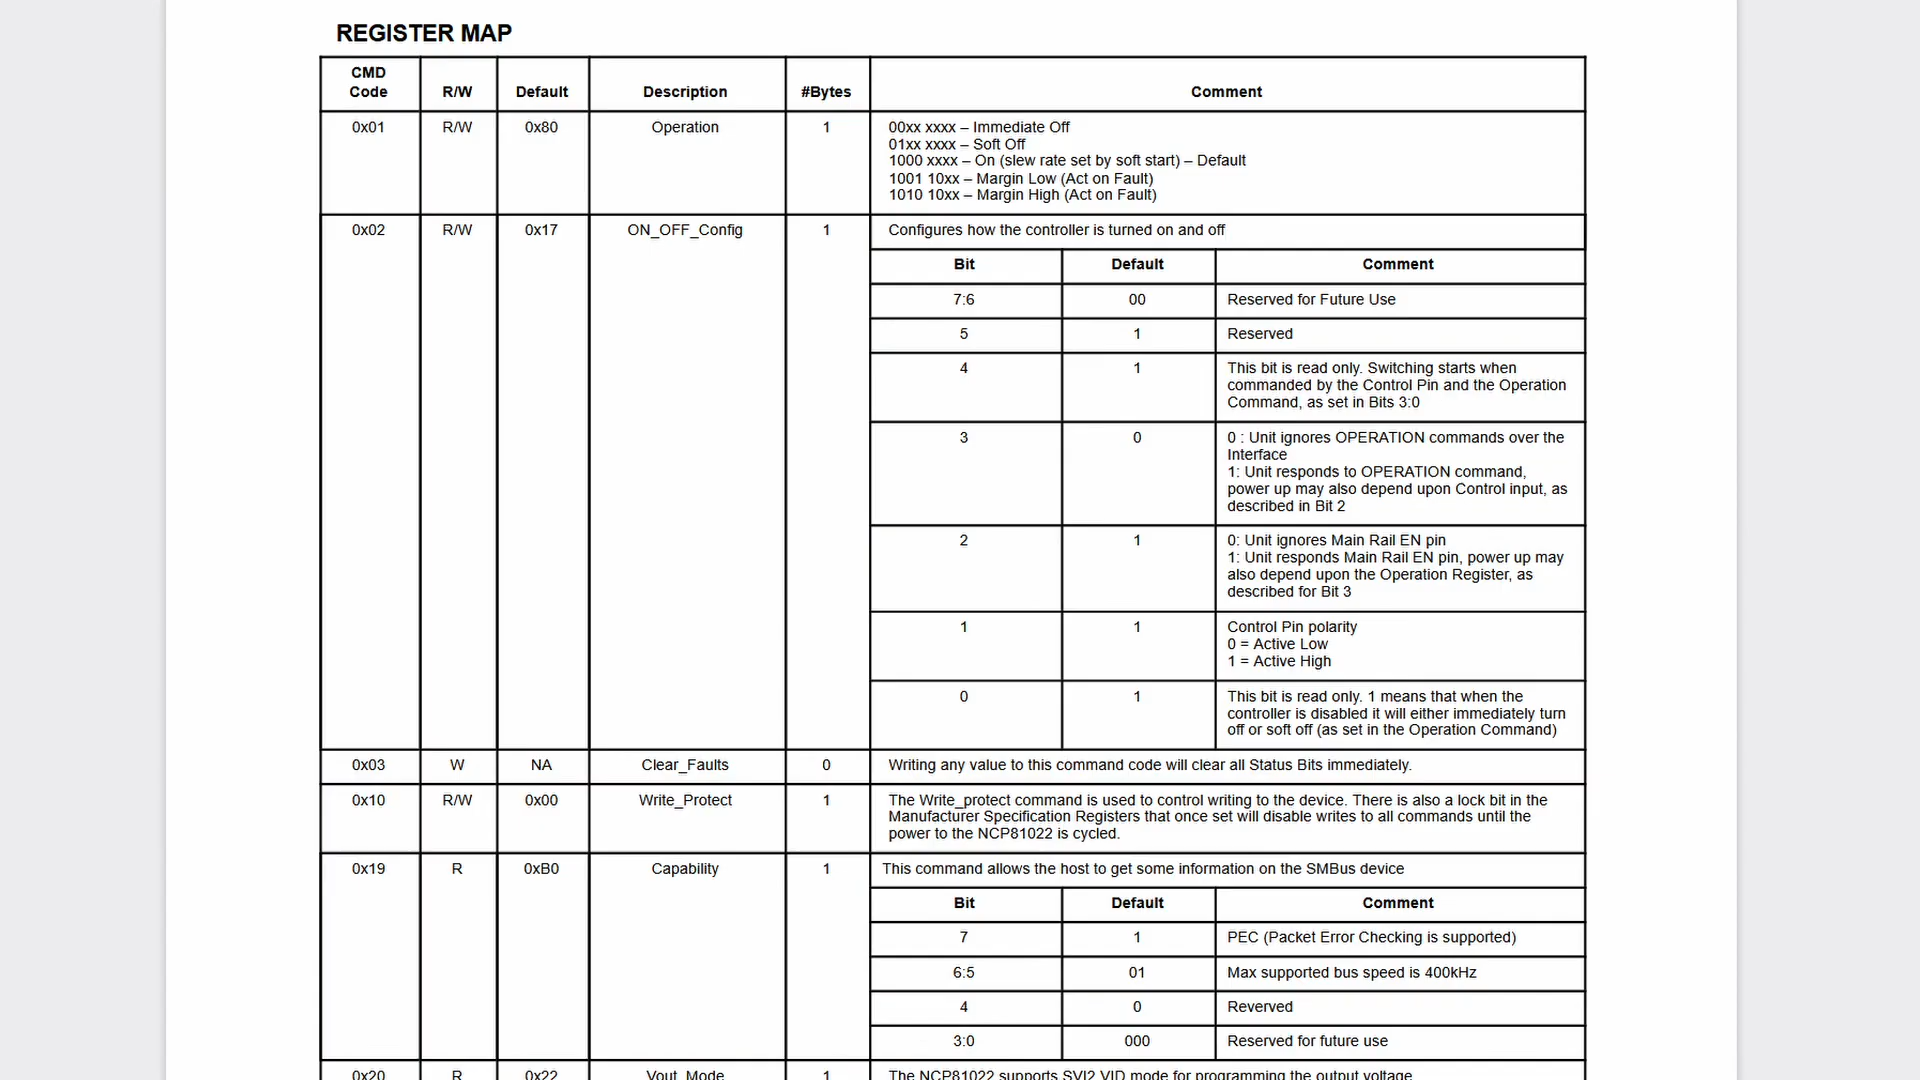 REGISTER MAP
CMD Code R/W Default Description #Bytes Comment
0x01 R/W 0x80 Operation 1 00xx xxxx – Immediate Off
01xx xxxx – Soft Off
1000 xxxx – On (slew rate set by soft start) – Default
1001 10xx – Margin Low (Act on Fault)
1010 10xx – Margin High (Act on Fault)
0x02 R/W 0x17 ON_OFF_Config 1 Configures how the controller is turned on and off
Bit Default Comment
7:6 00 Reserved for Future Use
5 1 Reserved
4 1 This bit is read only. Switching starts when
commanded by the Control Pin and the Operation
Command, as set in Bits 3:0
3 0 0 : Unit ignores OPERATION commands over the
Interface
1: Unit responds to OPERATION command,
power up may also depend upon Control input, as
described in Bit 2
2 1 0: Unit ignores Main Rail EN pin
1: Unit responds Main Rail EN pin, power up may
also depend upon the Operation Register, as
described for Bit 3
1 1 Control Pin polarity
0 = Active Low
1 = Active High
0 1 This bit is read only. 1 means that when the
controller is disabled it will either immediately turn
off or soft off (as set in the Operation Command)
0x03 W NA Clear_Faults 0 Writing any value to this command code will clear all Status Bits immediately.
0x10 R/W 0x00 Write_Protect 1 The Write_protect command is used to control writing to the device. There is also a lock bit in the
Manufacturer Specification Registers that once set will disable writes to all commands until the
power to the NCP81022 is cycled.
0x19 R 0xB0 Capability 1 This command allows the host to get some information on the SMBus device
Bit Default Comment
7 1 PEC (Packet Error Checking is supported)
6:5 01 Max supported bus speed is 400kHz
4 0 Reverved
3:0 000 Reserved for future use
0x20 R 0x22 Vout_Mode 1 The NCP81022 supports SVI2 VID mode for programming the output voltage